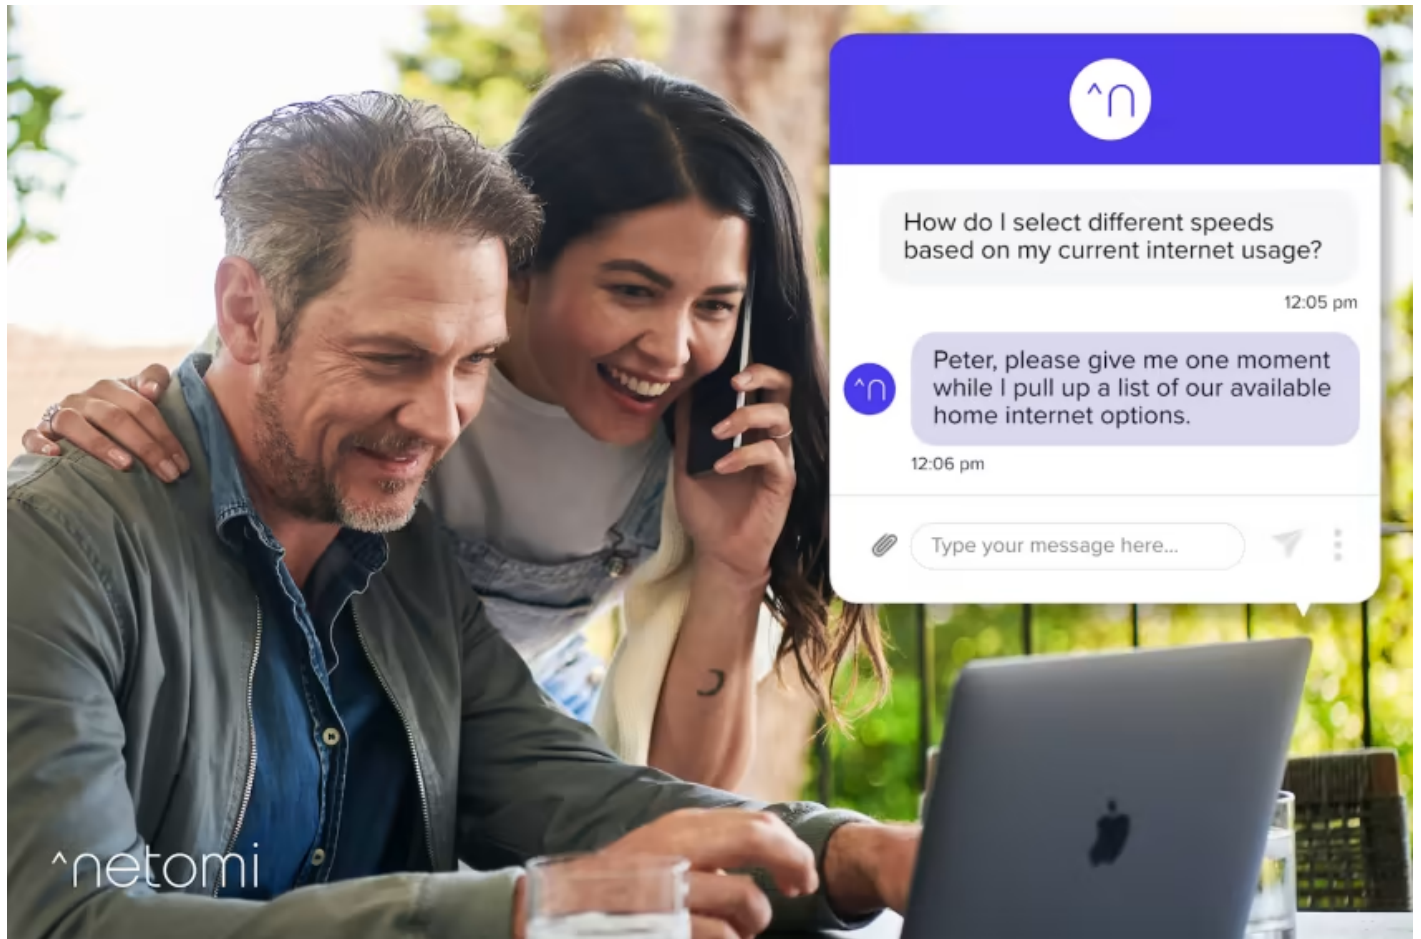 ^n
How do I select different speeds
based on my current internet usage?
12:05 pm
^n
Peter, please give me one moment
while I pull up a list of our available
home internet options.
12:06 pm
Type your message here...
^netomi